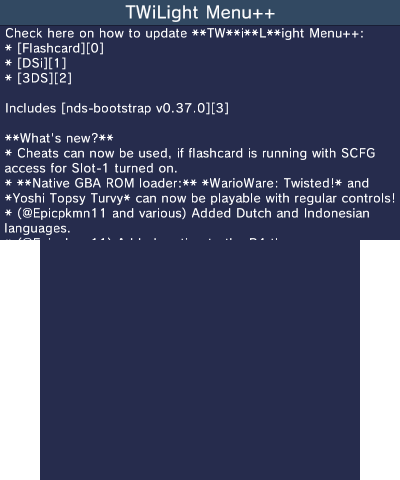 TWiLight Menu++
Check here on how to update **TW**i**L**ight Menu++:
* [Flashcard][0]
* [DSi][1]
* [3DS][2]
Includes [nds-bootstrap v0.37.0][3]
**What's new?**
* Cheats can now be used, if flashcard is running with SCFG
access for Slot-1 turned on.
* **Native GBA ROM loader:** *WarioWare: Twisted!* and
*Yoshi Topsy Turvy* can now be playable with regular controls!
* (@Epicpkmn11 and various) Added Dutch and Indonesian
languages.